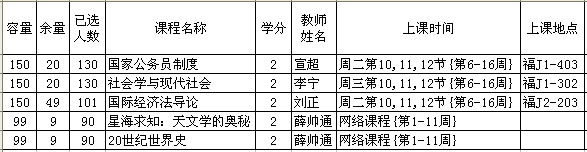 容量 余量 已选人数 课程名称 学分 教师姓名 上课时间 上课地点
150 20 130 国家公务员制度 2 宣超 周二第10,11,12节{第6-16周} 福J1-403
150 20 130 社会学与现代社会 2 李宁 周三第10,11,12节{第6-16周} 福J1-302
150 49 101 国际经济法导论 2 刘正 周二第10,11,12节{第6-16周} 福J2-203
99 9 90 星海求知：天文学的奥秘 2 薛帅通 网络课程{第1-11周}
99 9 90 20世纪世界史 2 薛帅通 网络课程{第1-11周}